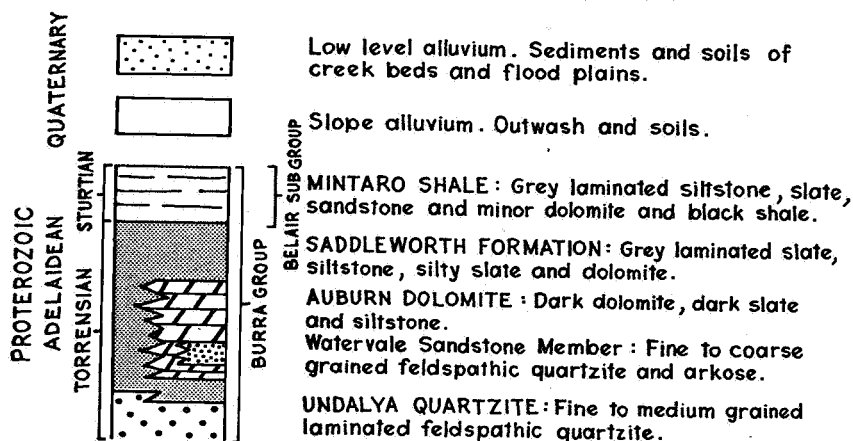 QUATERNARY
Low level alluvium. Sediments and soils of
creek beds and flood plains.
Slope alluvium. Outwash and soils.
PROTEROZOIC
ADELAIDEAN
STURTIAN
TORRENSIAN
BURRA GROUP
BELAIR SUB GROUP
MINTARO SHALE : Grey laminated siltstone, slate,
sandstone and minor dolomite and black shale.
SADDLEWORTH FORMATION: Grey laminated slate,
siltstone, silty slate and dolomite.
AUBURN DOLOMITE : Dark dolomite, dark slate
and siltstone.
Watervale Sandstone Member : Fine to coarse
grained feldspathic quartzite and arkose.
UNDALYA QUARTZITE : Fine to medium grained
laminated feldspathic quartzite.